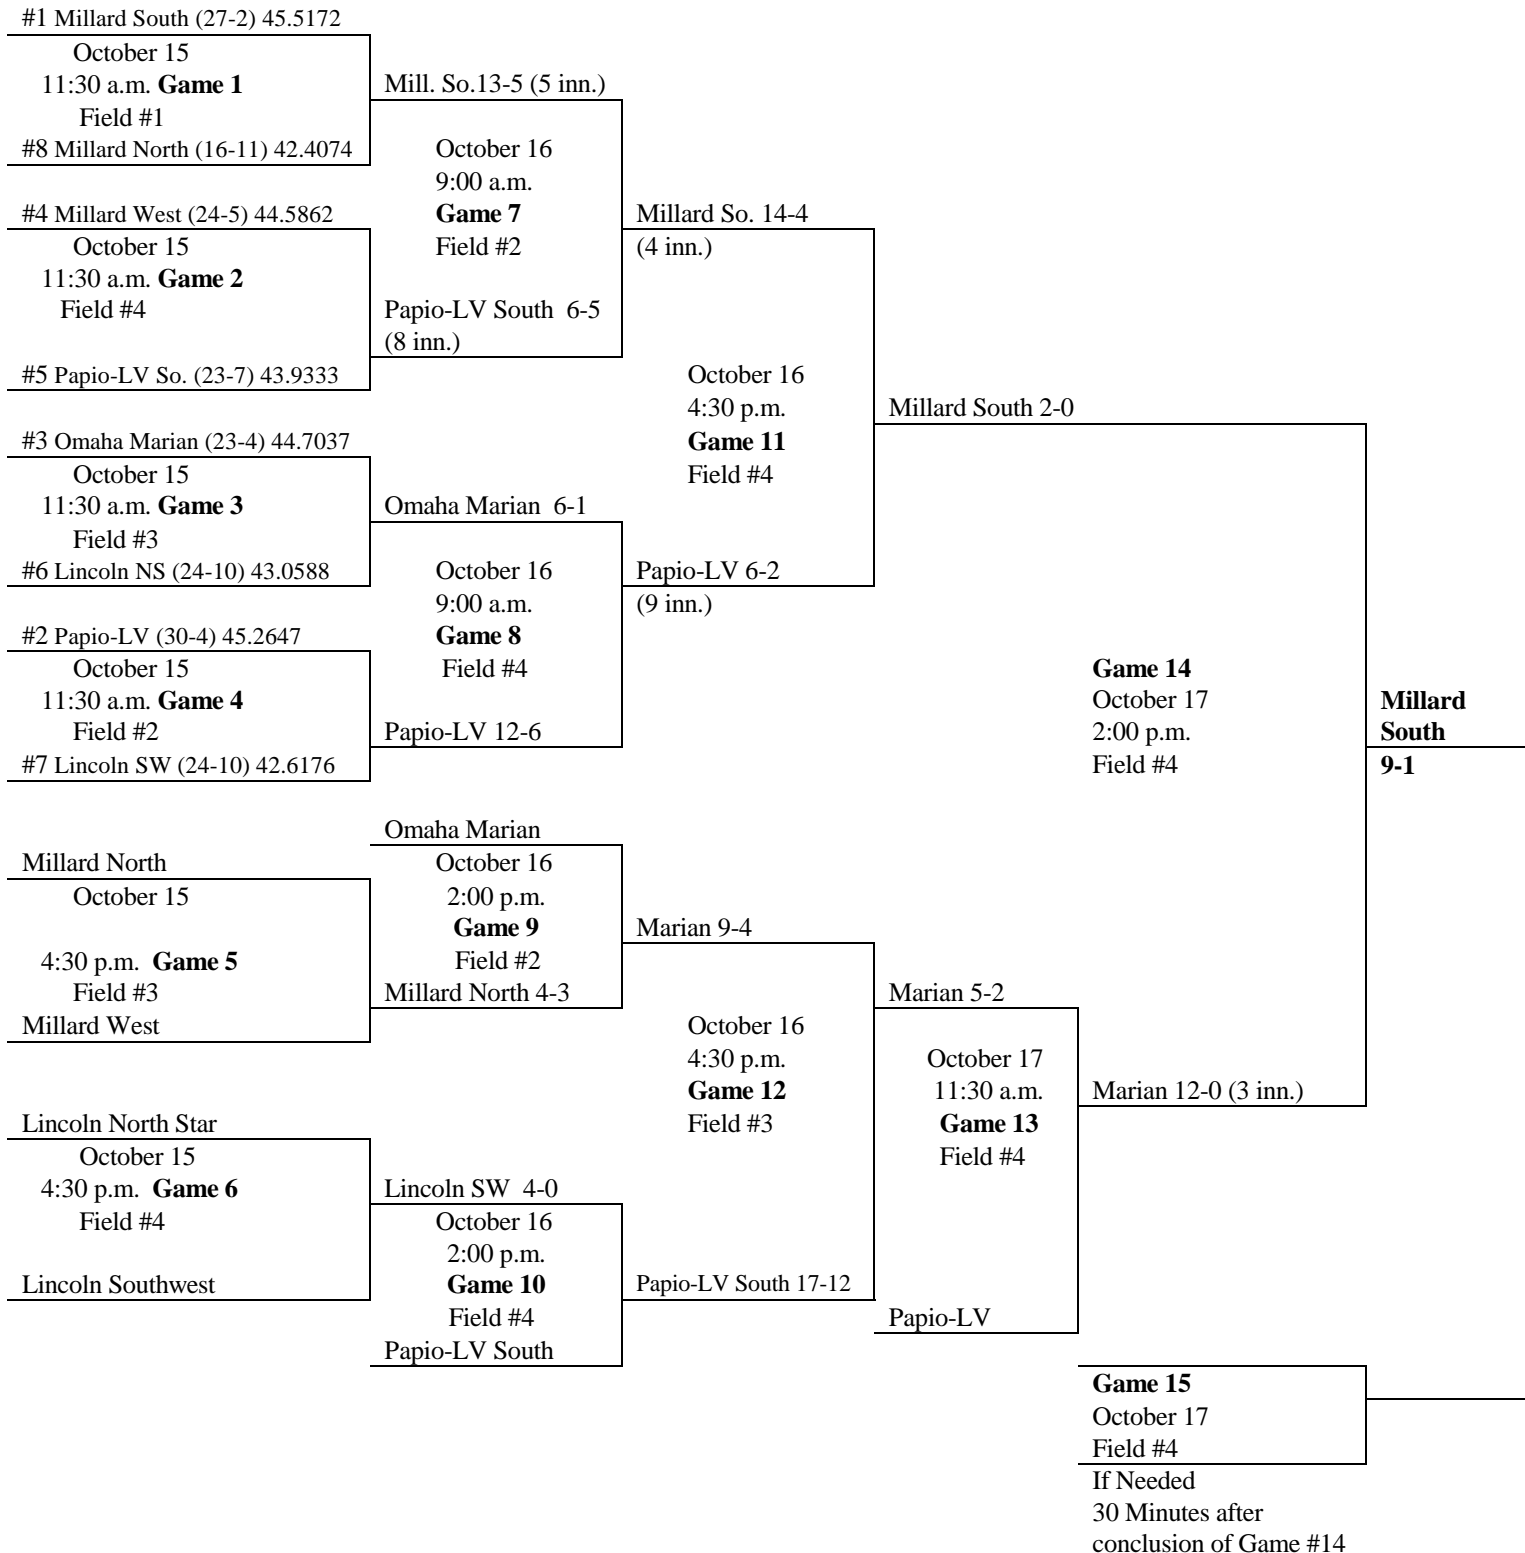 #1 Millard South (27-2) 45.5172
October 15
11:30 a.m. Game 1
Field #1
#8 Millard North (16-11) 42.4074
#4 Millard West (24-5) 44.5862
October 15
11:30 a.m. Game 2
Field #4
#5 Papio-LV So. (23-7) 43.9333
#3 Omaha Marian (23-4) 44.7037
October 15
11:30 a.m. Game 3
Field #3
#6 Lincoln NS (24-10) 43.0588
#2 Papio-LV (30-4) 45.2647
October 15
11:30 a.m. Game 4
Field #2
#7 Lincoln SW (24-10) 42.6176
Mill. So.13-5 (5 inn.)
October 16
9:00 a.m.
Game 7
Field #2
Papio-LV South 6-5
(8 inn.)
Omaha Marian 6-1
October 16
9:00 a.m.
Game 8
Field #4
Papio-LV 12-6
Millard So. 14-4
(4 inn.)
October 16
4:30 p.m.
Game 11
Field #4
Papio-LV 6-2
(9 inn.)
Millard South 2-0
Game 14
October 17
2:00 p.m.
Field #4
Millard
South
9-1
Millard North
October 15
4:30 p.m. Game 5
Field #3
Millard West
Lincoln North Star
October 15
4:30 p.m. Game 6
Field #4
Lincoln Southwest
Omaha Marian
October 16
2:00 p.m.
Game 9
Field #2
Millard North 4-3
Lincoln SW 4-0
October 16
2:00 p.m.
Game 10
Field #4
Papio-LV South
Marian 9-4
October 16
4:30 p.m.
Game 12
Field #3
Papio-LV South 17-12
Marian 5-2
October 17
11:30 a.m.
Game 13
Field #4
Papio-LV
Marian 12-0 (3 inn.)
Game 15
October 17
Field #4
If Needed
30 Minutes after
conclusion of Game #14